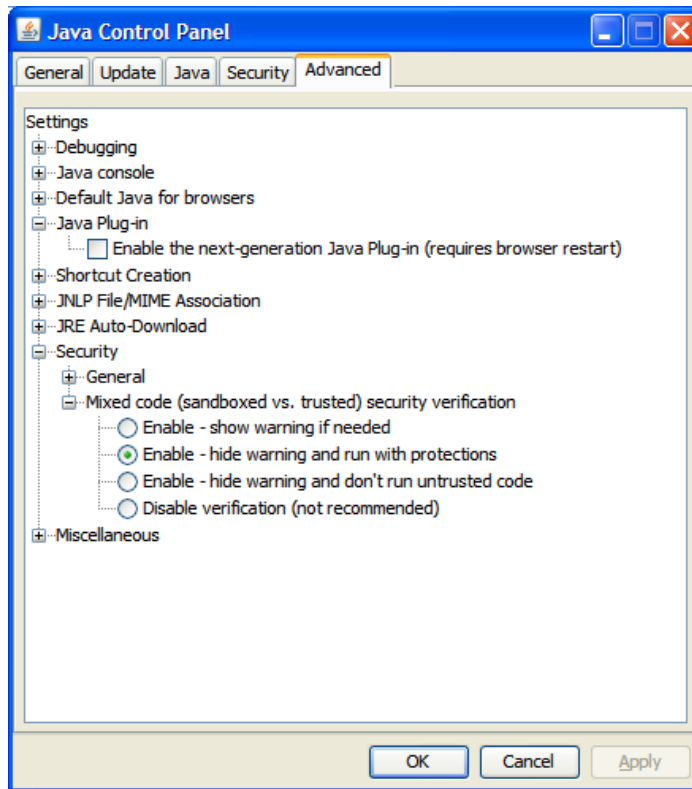 Java Control Panel
General Update Java Security Advanced
Settings
Debugging
Java console
Default Java for browsers
Java Plug-in
Enable the next-generation Java Plug-in (requires browser restart)
Shortcut Creation
JNLP File/MIME Association
JRE Auto-Download
Security
General
Mixed code (sandboxed vs. trusted) security verification
Enable - show warning if needed
Enable - hide warning and run with protections
Enable - hide warning and don't run untrusted code
Disable verification (not recommended)
Miscellaneous
OK Cancel Apply